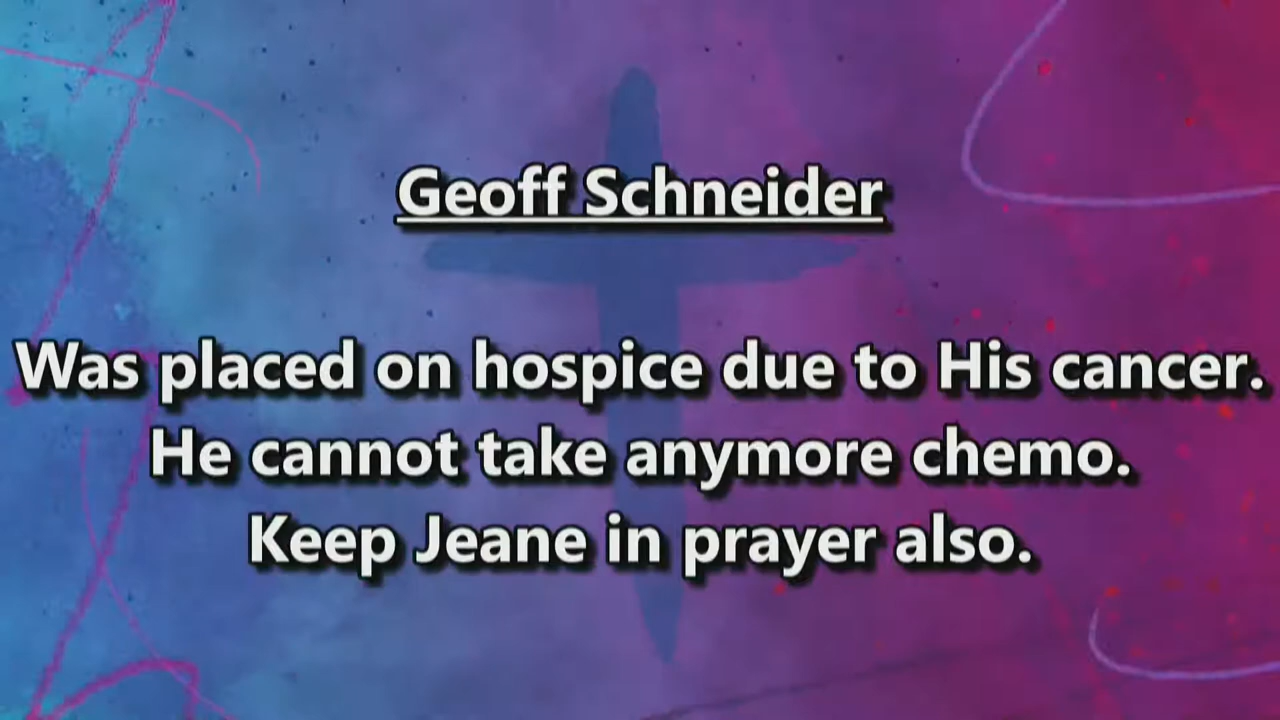 Geoff Schneider
Was placed on hospice due to His cancer.
He cannot take anymore chemo.
Keep Jeane in prayer also.